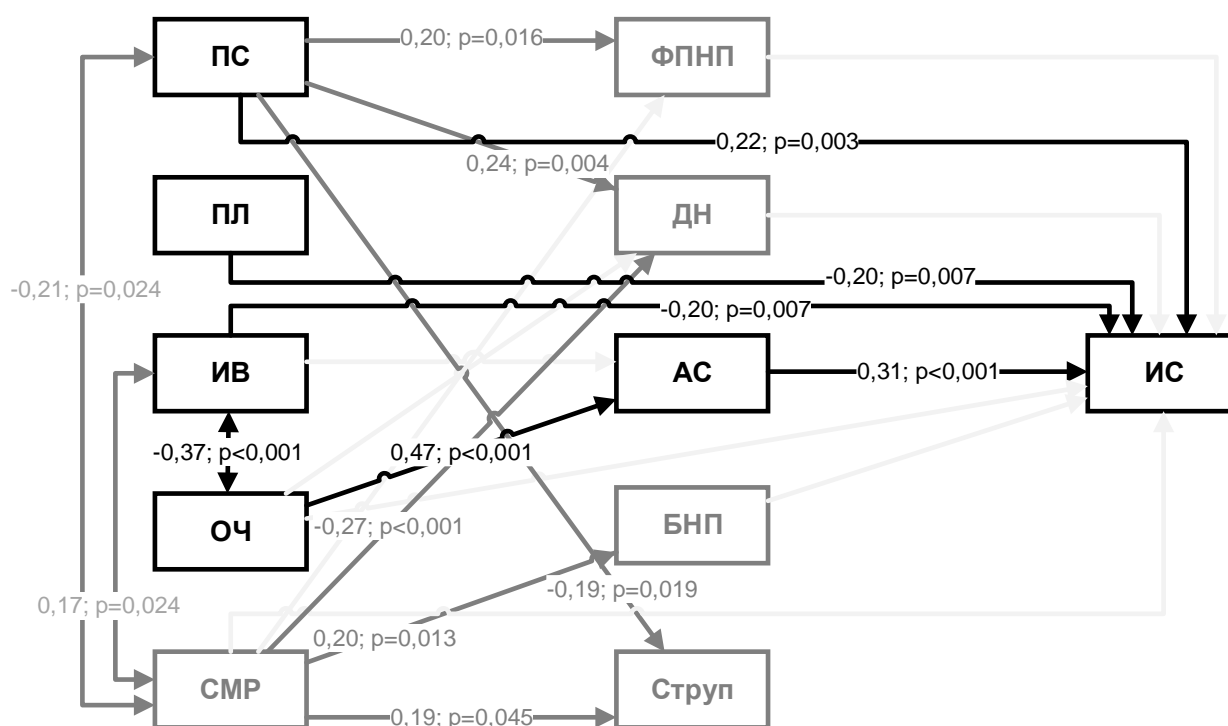 ПС
0,20; p=0,016
ФПНП
0,22; p=0,003
0,24; p=0,004
ПЛ
ДН
-0,21; p=0,024
-0,20; p=0,007
-0,20; p=0,007
ИВ
АС
0,31; p<0,001
ИС
-0,37; p<0,001
0,47; p<0,001
ОЧ
-0,27; p<0,001
БНП
-0,19; p=0,019
0,17; p=0,024
0,20; p=0,013
СМР
Струп
0,19; p=0,045